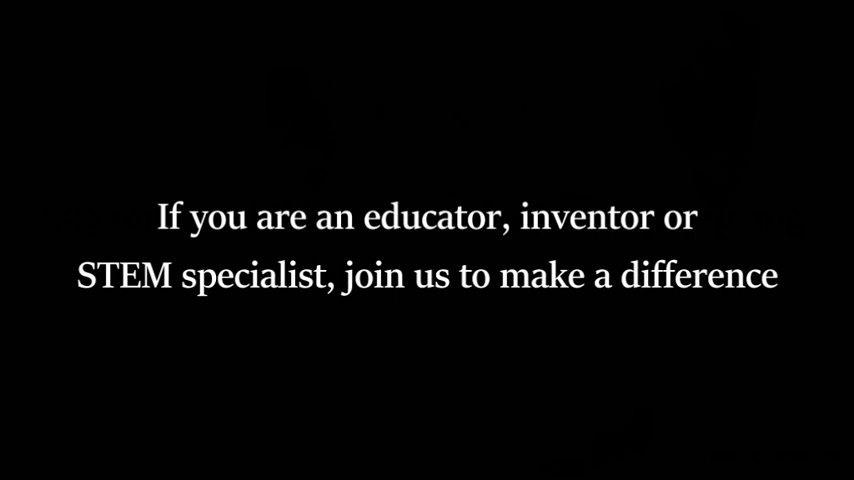 If you are an educator, inventor or
STEM specialist, join us to make a difference